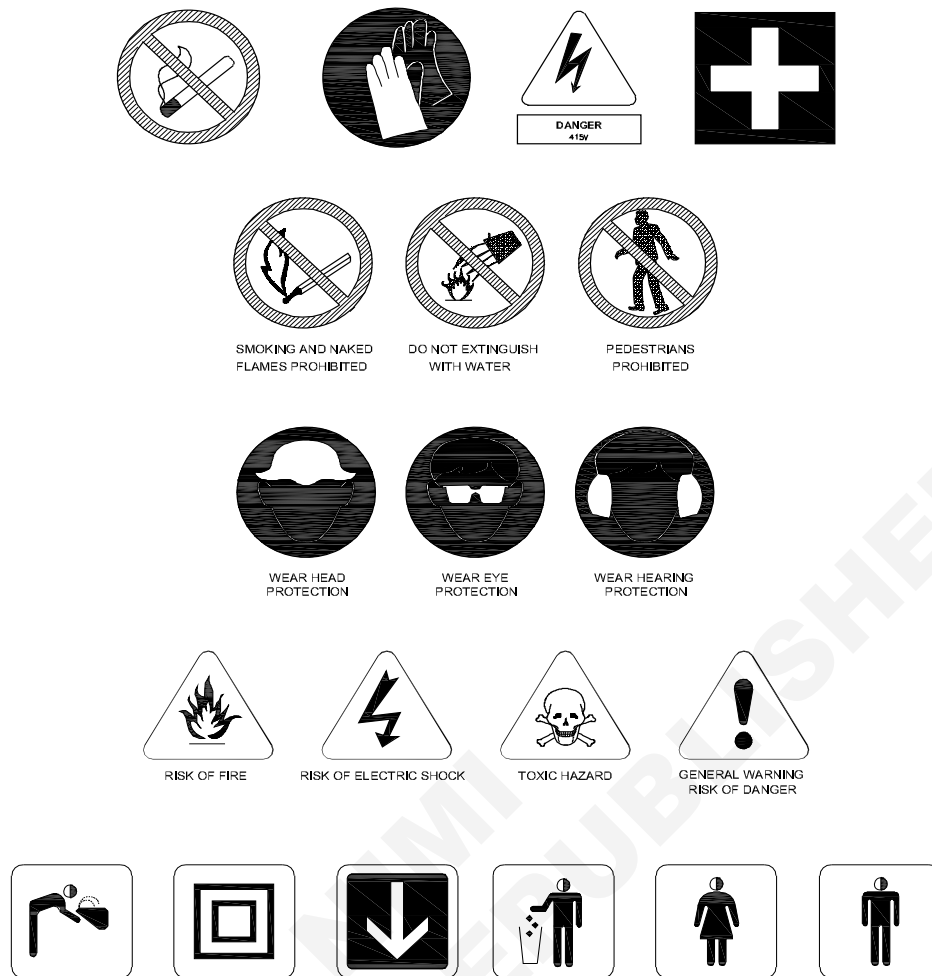 DANGER
415V
SMOKING AND NAKED
FLAMES PROHIBITED
DO NOT EXTINGUISH
WITH WATER
PEDESTRIANS
PROHIBITED
WEAR HEAD
PROTECTION
WEAR EYE
PROTECTION
WEAR HEARING
PROTECTION
RISK OF FIRE
RISK OF ELECTRIC SHOCK
TOXIC HAZARD
GENERAL WARNING
RISK OF DANGER
NIMI